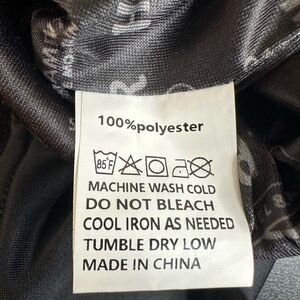 100%polyester
85°F
MACHINE WASH COLD
DO NOT BLEACH
COOL IRON AS NEEDED
TUMBLE DRY LOW
MADE IN CHINA